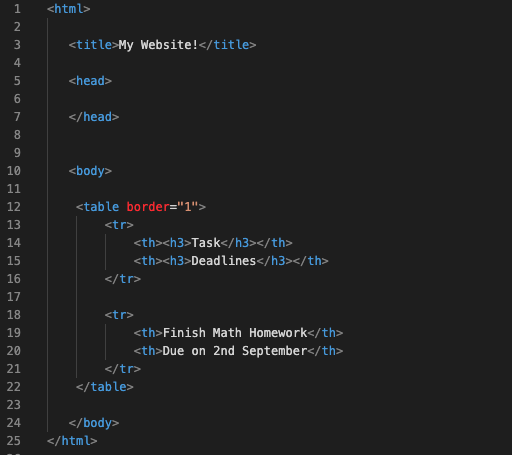 1 <html>
2
3 <title>My Website!</title>
4
5 <head>
6
7 </head>
8
9
10 <body>
11
12 <table border="1">
13 <tr>
14 <th><h3>Task</h3></th>
15 <th><h3>Deadlines</h3></th>
16 </tr>
17
18 <tr>
19 <th>Finish Math Homework</th>
20 <th>Due on 2nd September</th>
21 </tr>
22 </table>
23
24 </body>
25 </html>